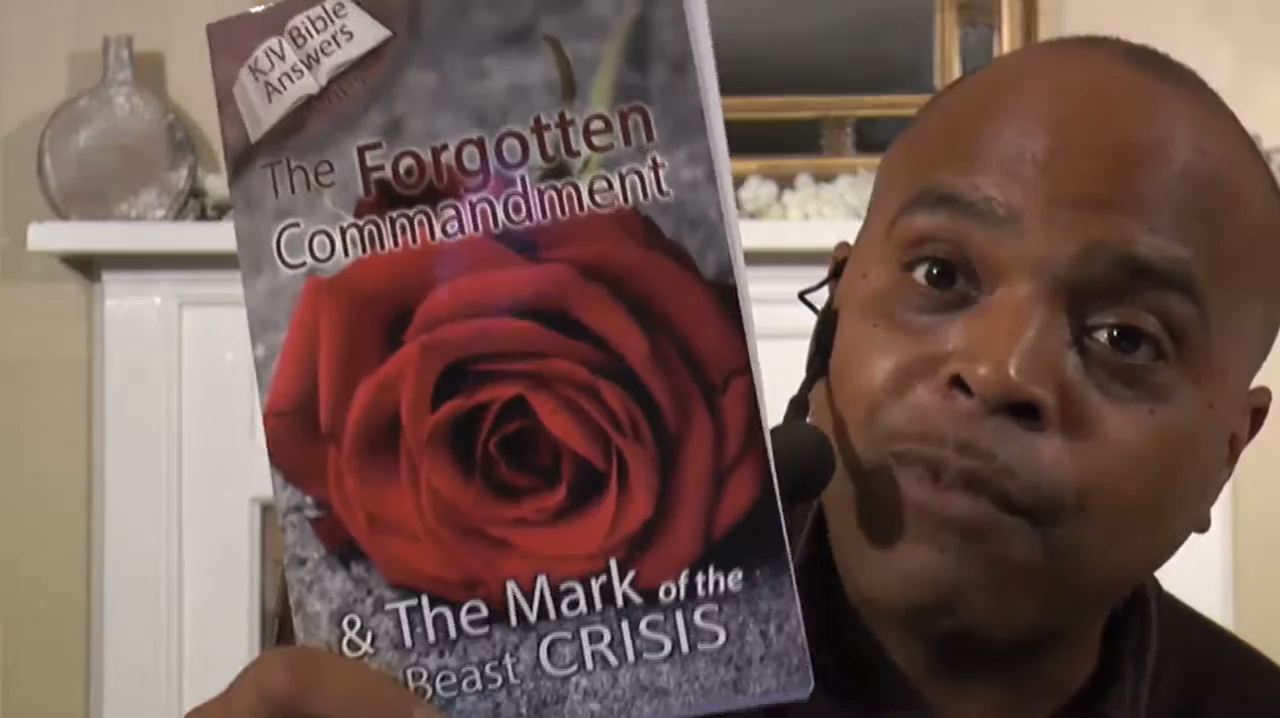 KJV Bible
Answers
The Forgotten
Commandment
& The Mark of the
Beast CRISIS